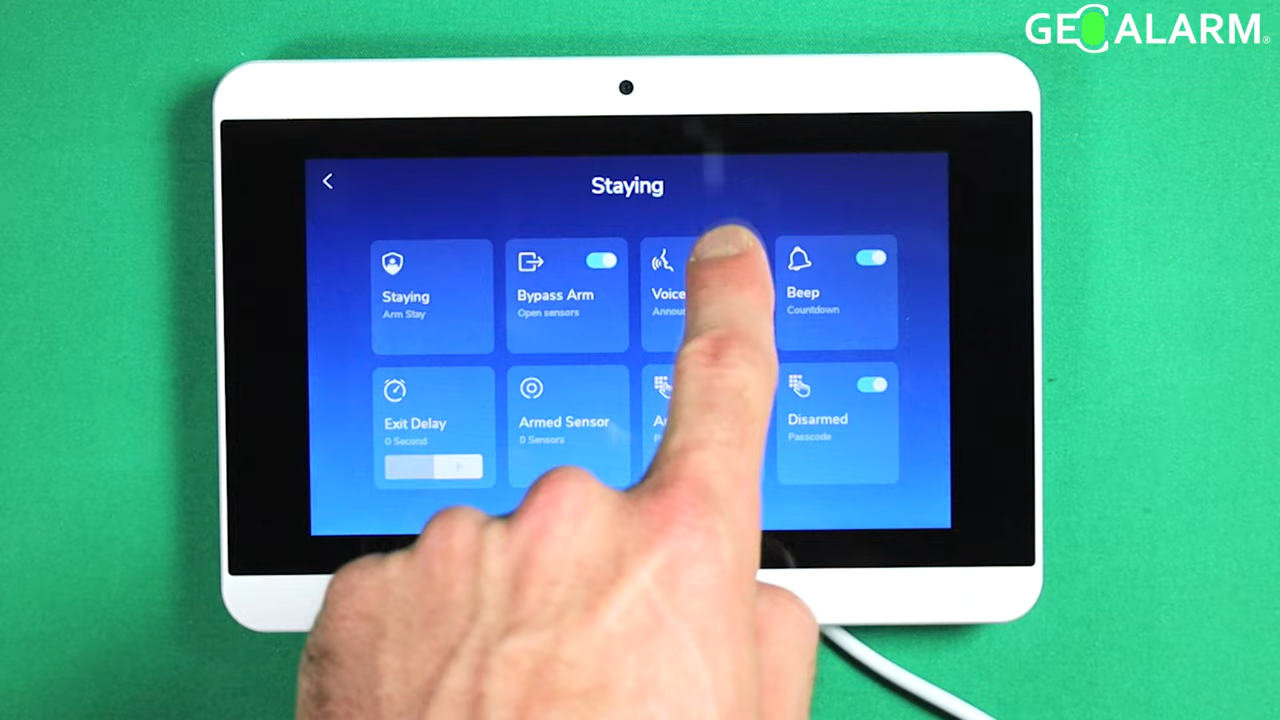 GEOALARM®
Staying
Staying
Arm Stay
Bypass Arm
Open sensors
Voice
Beep
Countdown
Exit Delay
0 Second
Armed Sensor
0 Sensors
Disarmed
Passcode